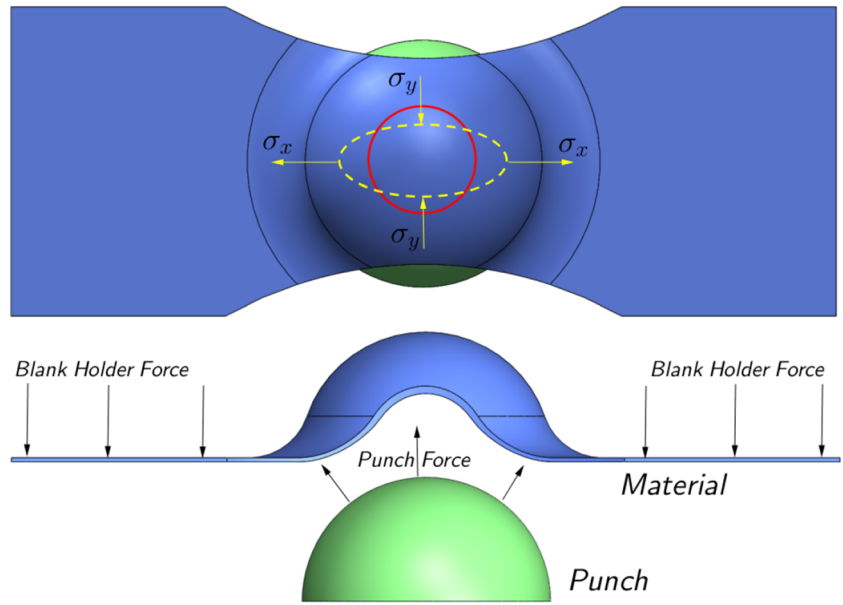 σy
σx
σx
σy
Blank Holder Force
Blank Holder Force
Punch Force
Material
Punch